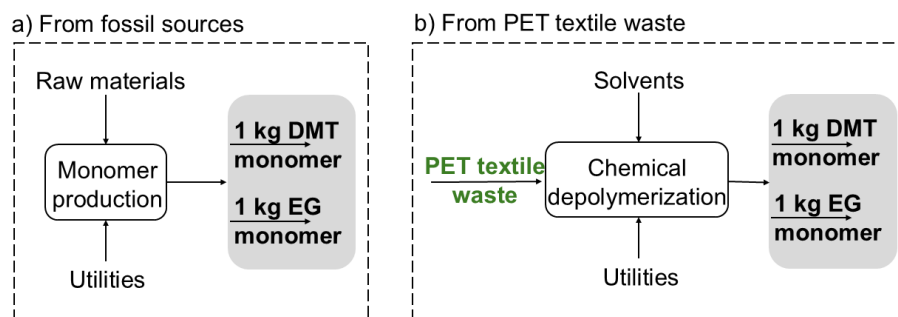 a) From fossil sources
Raw materials
Monomer
production
Utilities
1 kg DMT
monomer
1 kg EG
monomer
b) From PET textile waste
Solvents
PET textile
waste
Chemical
depolymerization
Utilities
1 kg DMT
monomer
1 kg EG
monomer